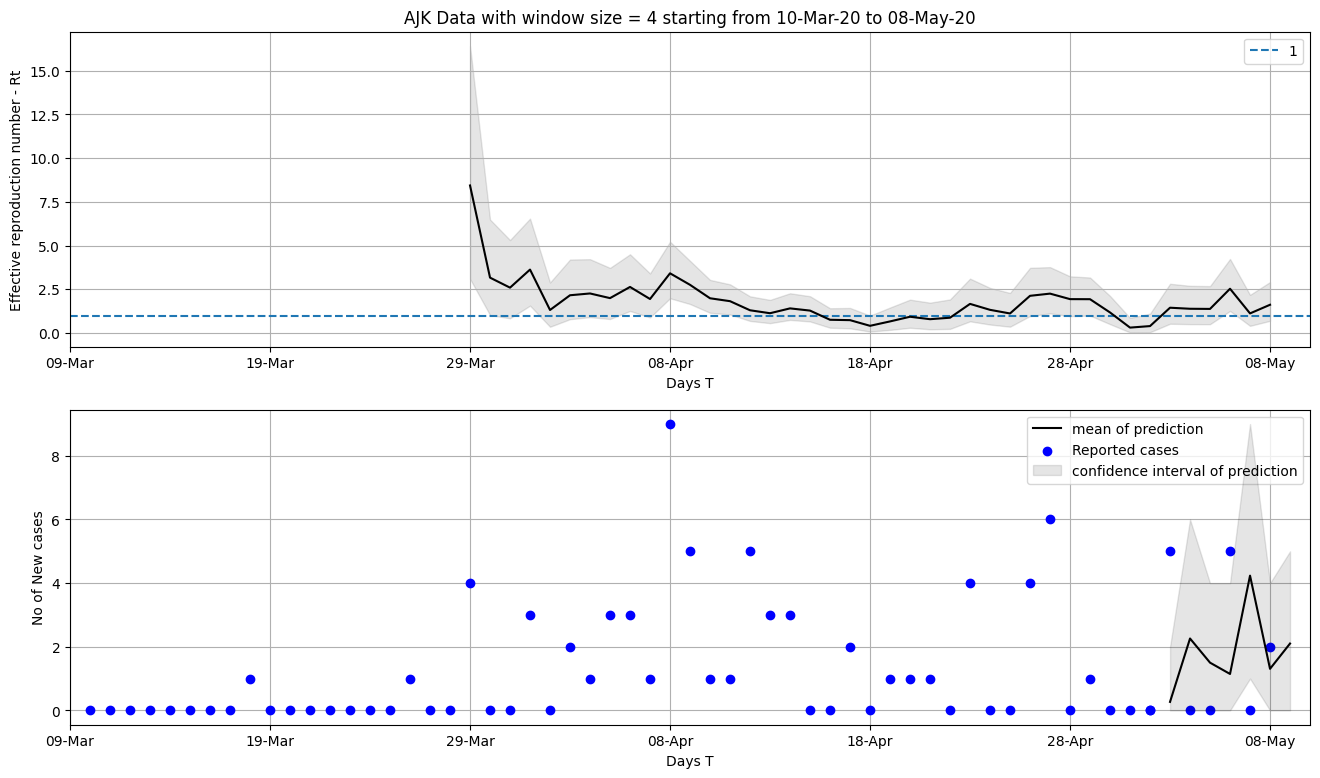 AJK Data with window size = 4 starting from 10-Mar-20 to 08-May-20
Effective reproduction number - Rt
15.0
12.5
10.0
7.5
5.0
2.5
0.0
1
09-Mar 19-Mar 29-Mar 08-Apr 18-Apr 28-Apr 08-May
Days T
No of New cases
8
6
4
2
0
mean of prediction
Reported cases
confidence interval of prediction
09-Mar 19-Mar 29-Mar 08-Apr 18-Apr 28-Apr 08-May
Days T